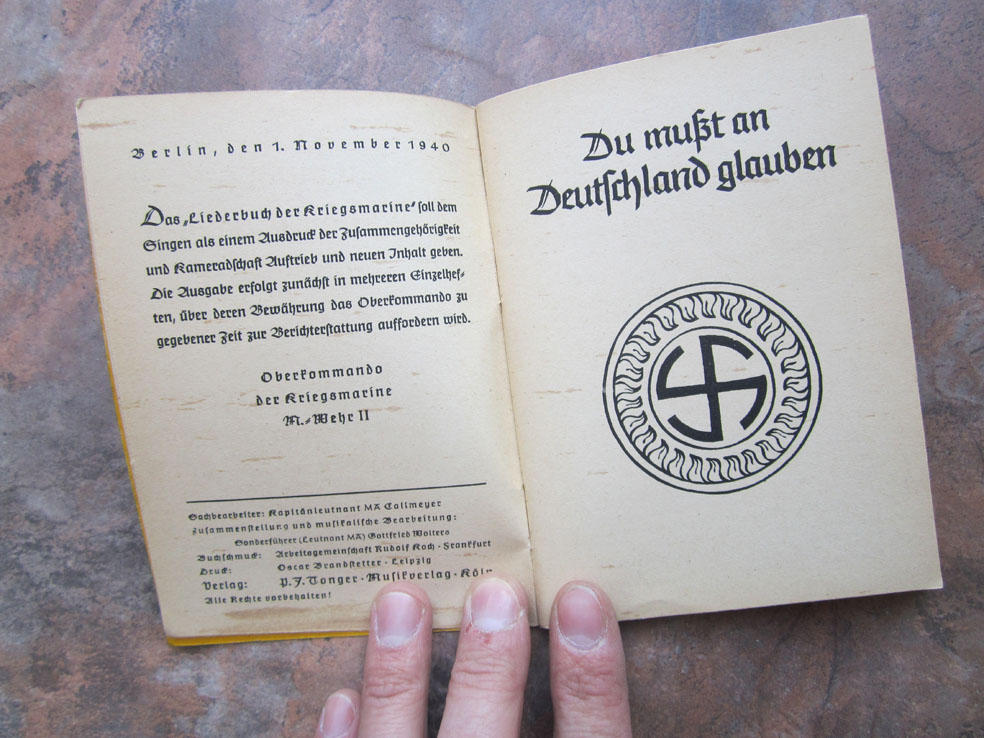 Berlin, den 1. November 1940
Das „Liederbuch der Kriegsmarine“ soll dem
Singen als einem Ausdruck der Zusammengehörigkeit
und Kameradschaft Auftrieb und neuen Inhalt geben.
Die Ausgabe erfolgt zunächst in mehreren Einzelhef-
ten, über deren Bewährung das Oberkommando zu
gegebener Zeit zur Berichterstattung auffordern wird.
Oberkommando
der Kriegsmarine
M.-Wehr II
Sachbearbeiter: Kapitänleutnant MA Callmeyer
Zusammenstellung und musikalische Bearbeitung:
Sonderführer (Leutnant MA) Gottfried Wolters
Buchschmuck: Arbeitsgemeinschaft Rudolf Koch · Frankfurt
Druck: Oscar Brandstetter · Leipzig
Verlag: P. J. Tonger · Musikverlag · Köln
Alle Rechte vorbehalten!
Du mußt an
Deutschland glauben